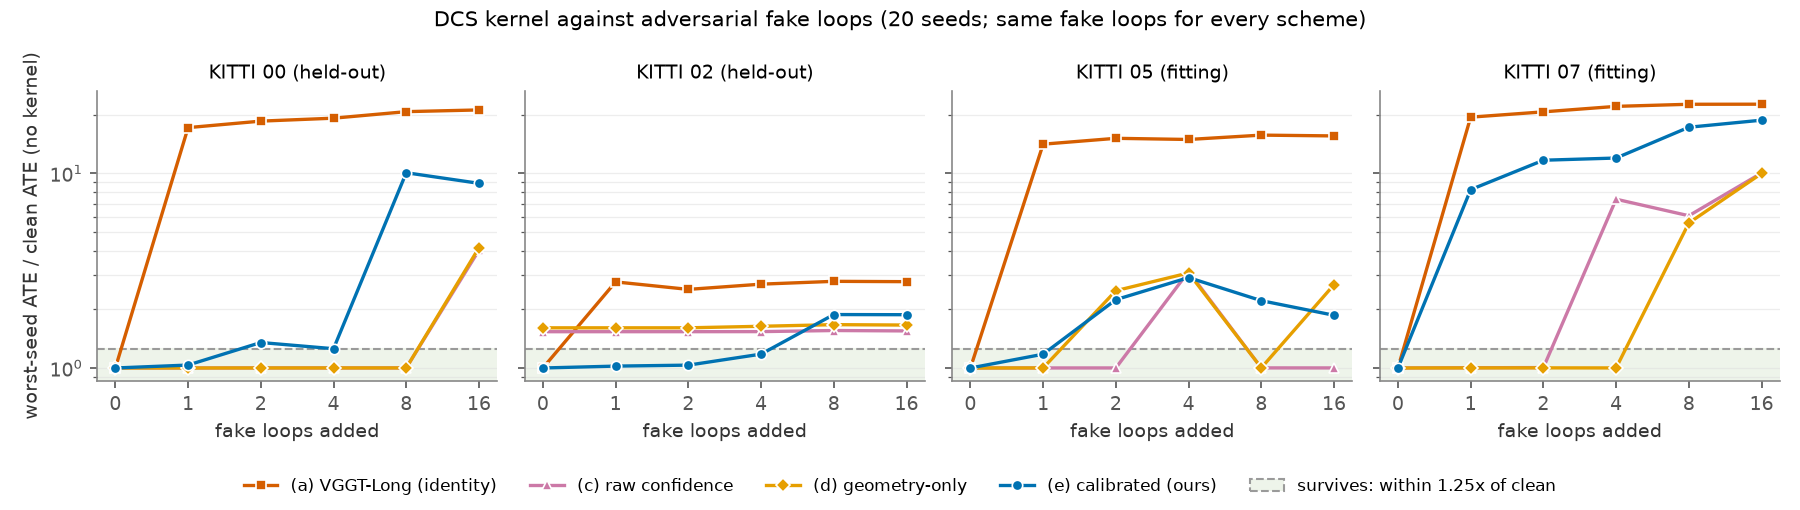 DCS kernel against adversarial fake loops (20 seeds; same fake loops for every scheme)
worst-seed ATE / clean ATE (no kernel)
KITTI 00 (held-out)
KITTI 02 (held-out)
KITTI 05 (fitting)
KITTI 07 (fitting)
10¹
10⁰
0 1 2 4 8 16
0 1 2 4 8 16
0 1 2 4 8 16
0 1 2 4 8 16
fake loops added
fake loops added
fake loops added
fake loops added
(a) VGGT-Long (identity)
(c) raw confidence
(d) geometry-only
(e) calibrated (ours)
survives: within 1.25x of clean